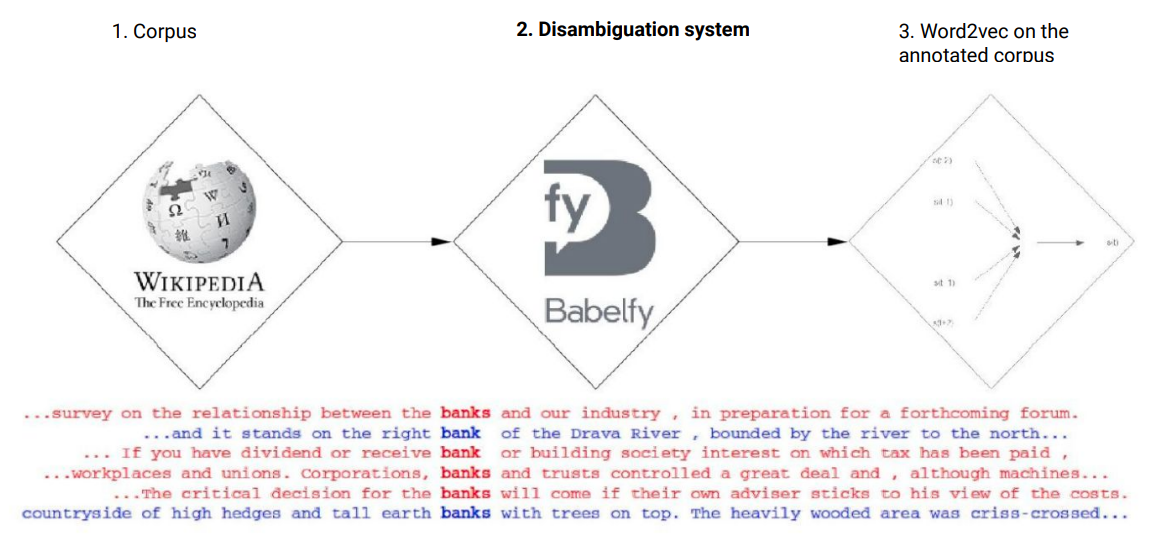 1. Corpus
2. Disambiguation system
3. Word2vec on the
annotated corpus
WIKIPEDIA
The Free Encyclopedia
fy
Babelfy
...survey on the relationship between the banks and our industry , in preparation for a forthcoming forum.
...and it stands on the right bank of the Drava River , bounded by the river to the north...
... If you have dividend or receive bank or building society interest on which tax has been paid ,
...workplaces and unions. Corporations, banks and trusts controlled a great deal and , although machines...
...The critical decision for the banks will come if their own adviser sticks to his view of the costs.
countryside of high hedges and tall earth banks with trees on top. The heavily wooded area was criss-crossed...